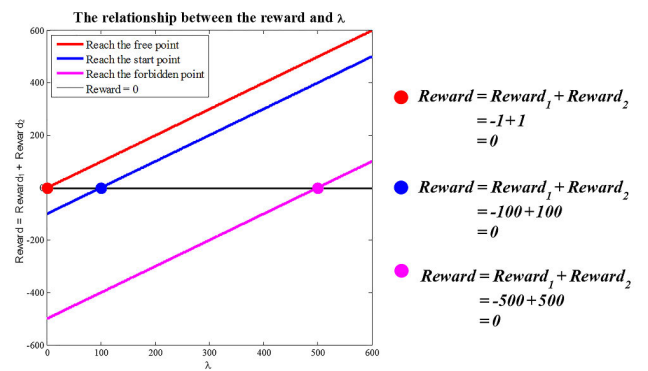 The relationship between the reward and λ
Reach the free point
Reach the start point
Reach the forbidden point
Reward = 0
Reward = Reward₁ + Reward₂
600
400
200
0
-200
-400
-600
0
100
200
300
400
500
600
λ
Reward = Reward₁ + Reward₂
= -1+1
= 0
Reward = Reward₁ + Reward₂
= -100+100
= 0
Reward = Reward₁ + Reward₂
= -500+500
= 0